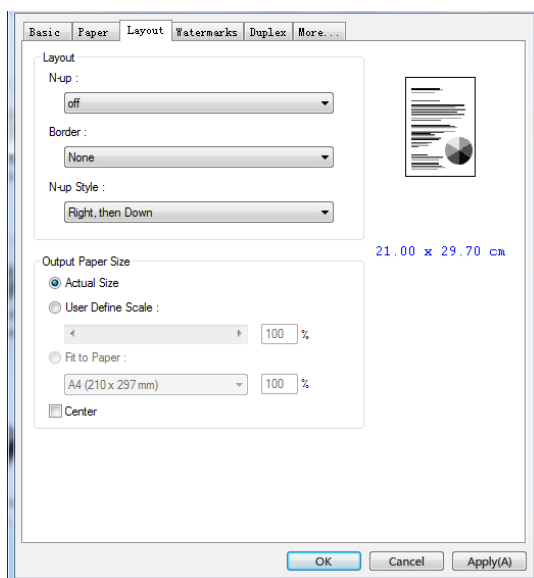 Basic Paper Layout Watermarks Duplex More...
Layout
N-up :
off
Border :
None
N-up Style :
Right, then Down
21.00 x 29.70 cm
Output Paper Size
Actual Size
User Define Scale :
100 %
Fit to Paper :
A4 (210 x 297 mm) 100 %
Center
OK Cancel Apply(A)